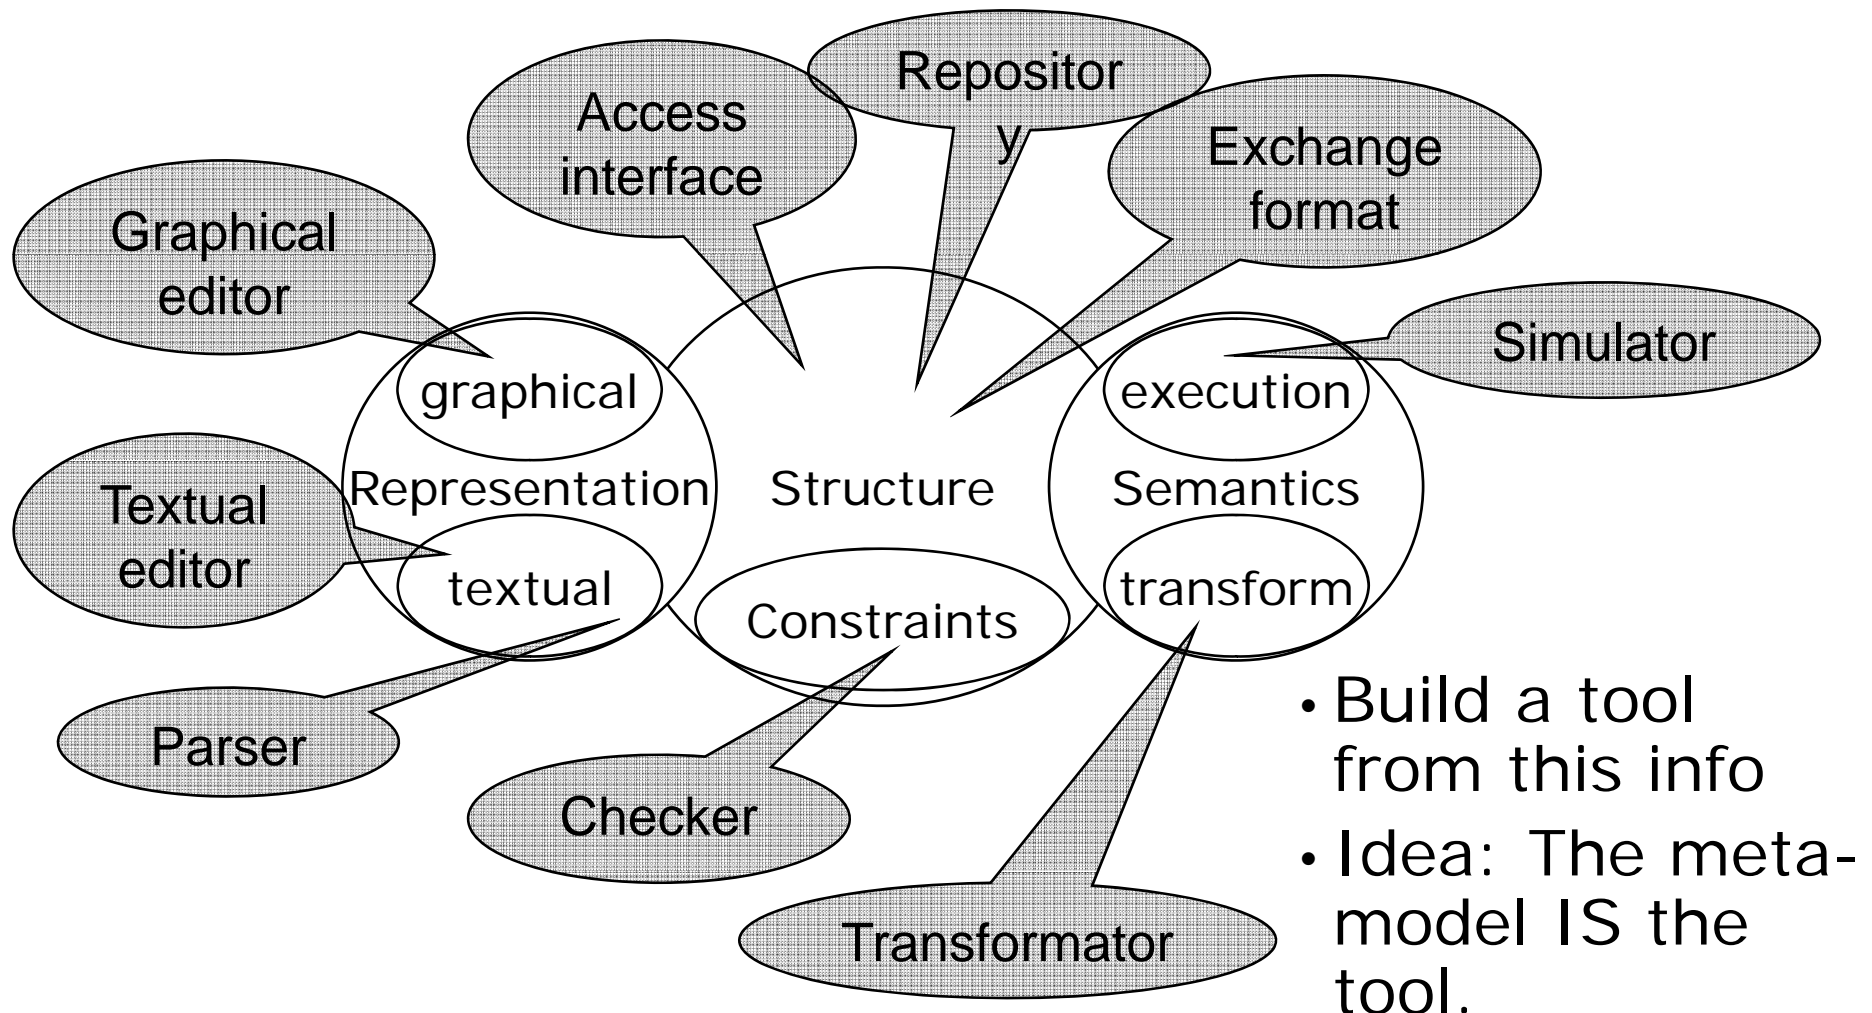 Repositor
y
Access
interface
Exchange
format
Graphical
editor
Simulator
graphical
execution
Representation
Structure
Semantics
Textual
editor
textual
Constraints
transform
Parser
Checker
Transformator
• Build a tool
from this info
• Idea: The meta-
model IS the
tool.